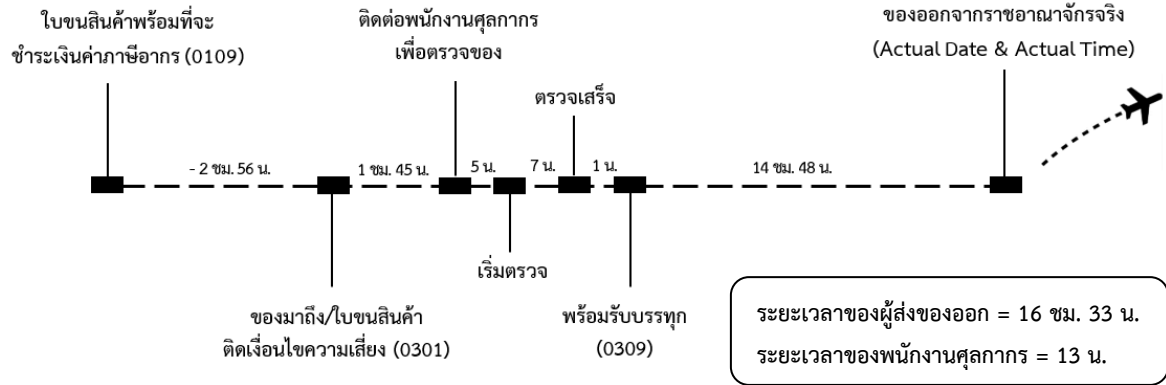 ใบขนสินค้าพร้อมที่จะ
ชำระเงินค่าภาษีอากร (0109)
ติดต่อพนักงานศุลกากร
เพื่อตรวจของ
ของออกจากราชอาณาจักรจริง
(Actual Date & Actual Time)
ตรวจเสร็จ
- 2 ชม. 56 น.
1 ชม. 45 น.
5 น.
7 น.
1 น.
14 ชม. 48 น.
เริ่มตรวจ
ของมาถึง/ใบขนสินค้า
ติดเงื่อนไขความเสี่ยง (0301)
พร้อมรับบรรทุก
(0309)
ระยะเวลาของผู้ส่งของออก = 16 ชม. 33 น.
ระยะเวลาของพนักงานศุลกากร = 13 น.